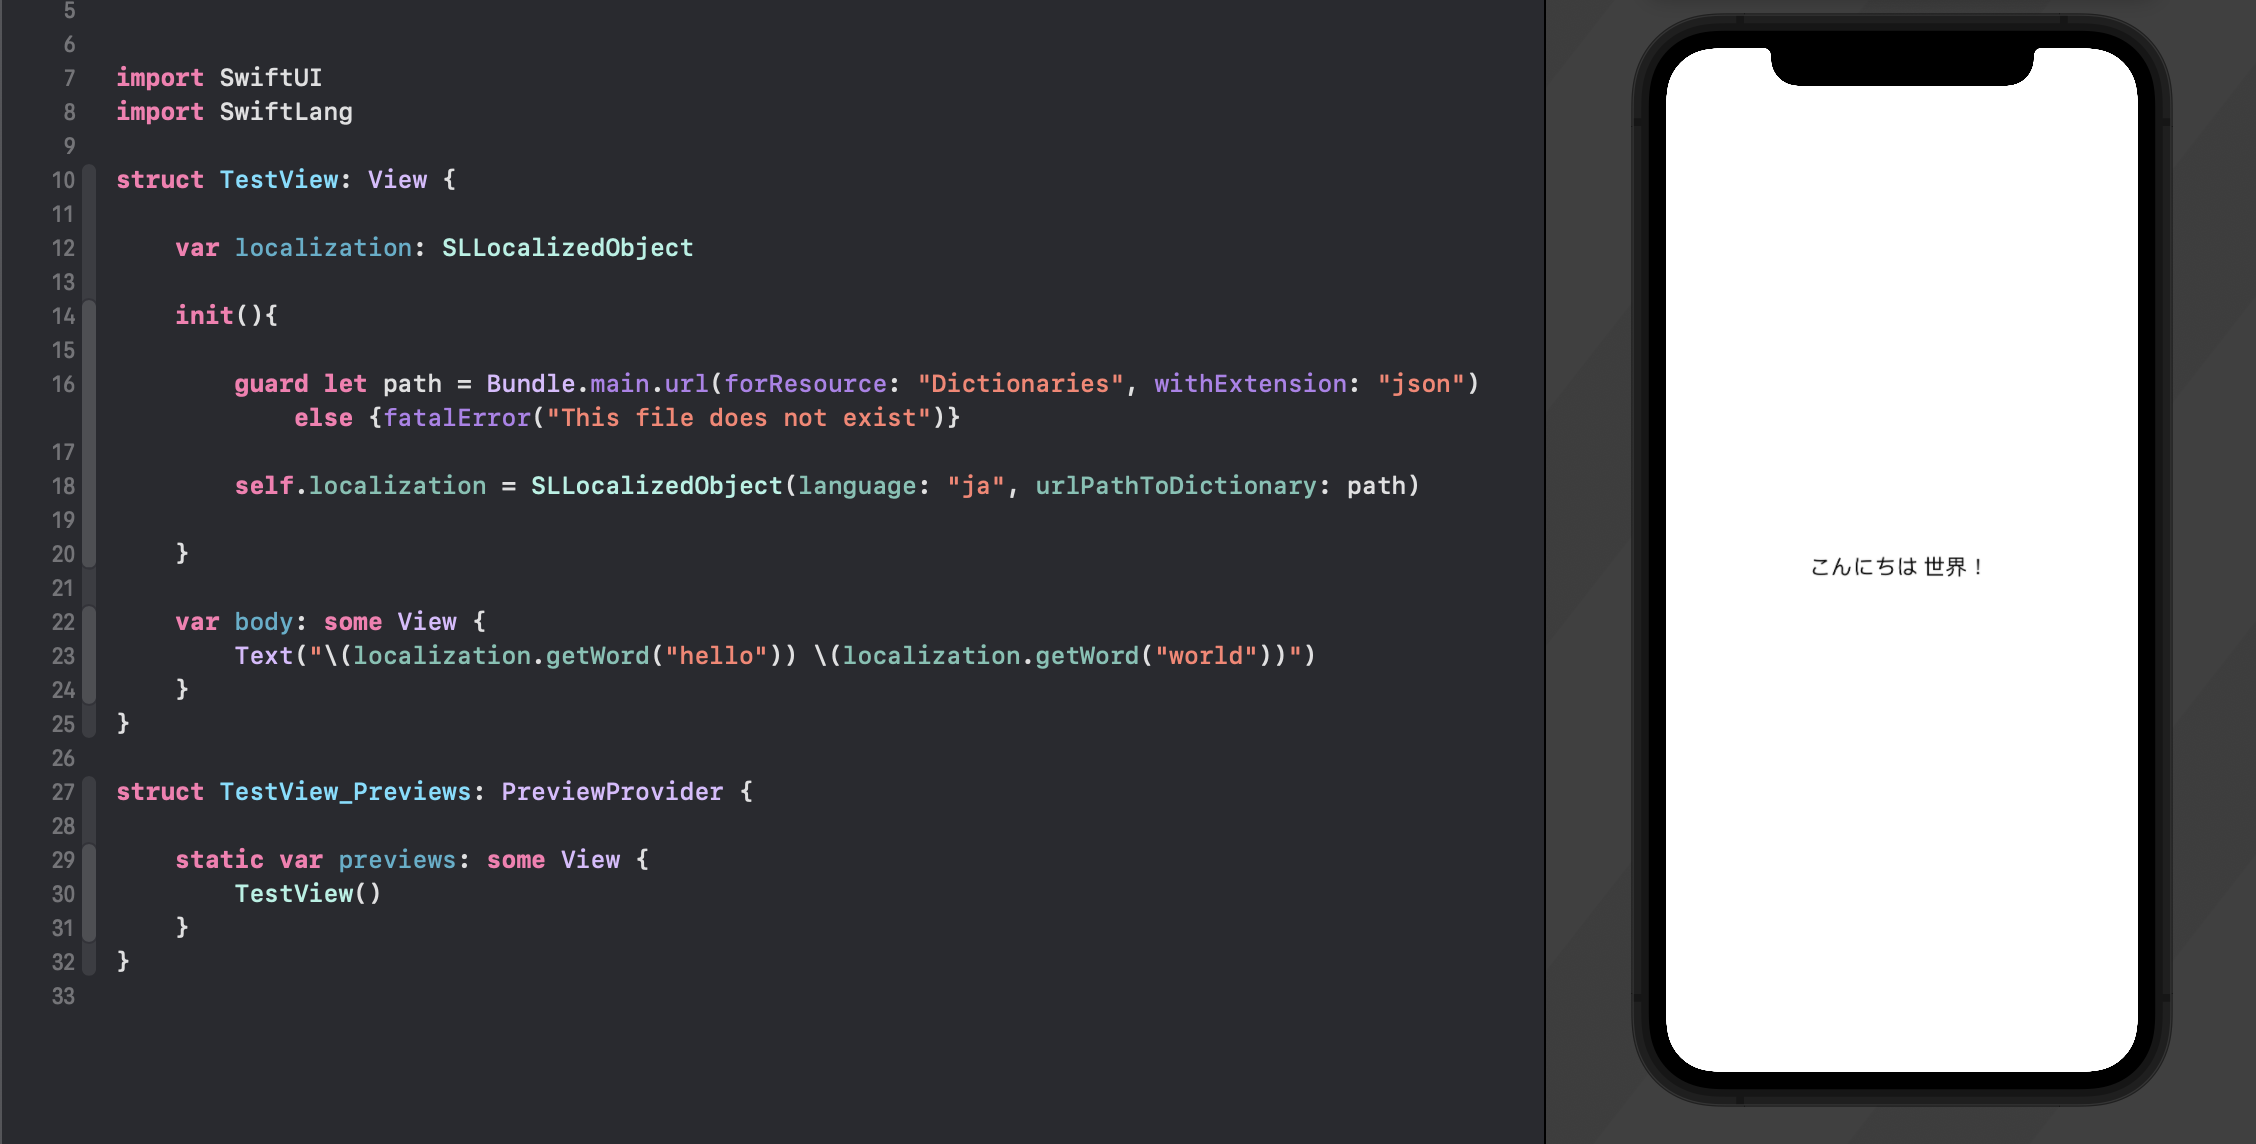 5
6
7 import SwiftUI
8 import SwiftLang
9
10 struct TestView: View {
11
12 var localization: SLLocalizedObject
13
14 init(){
15
16 guard let path = Bundle.main.url(forResource: "Dictionaries", withExtension: "json")
else {fatalError("This file does not exist")}
17
18 self.localization = SLLocalizedObject(language: "ja", urlPathToDictionary: path)
19
20 }
21
22 var body: some View {
23 Text("\(localization.getWord("hello")) \(localization.getWord("world"))")
24 }
25 }
26
27 struct TestView_Previews: PreviewProvider {
28
29 static var previews: some View {
30 TestView()
31 }
32 }
33
こんにちは 世界！